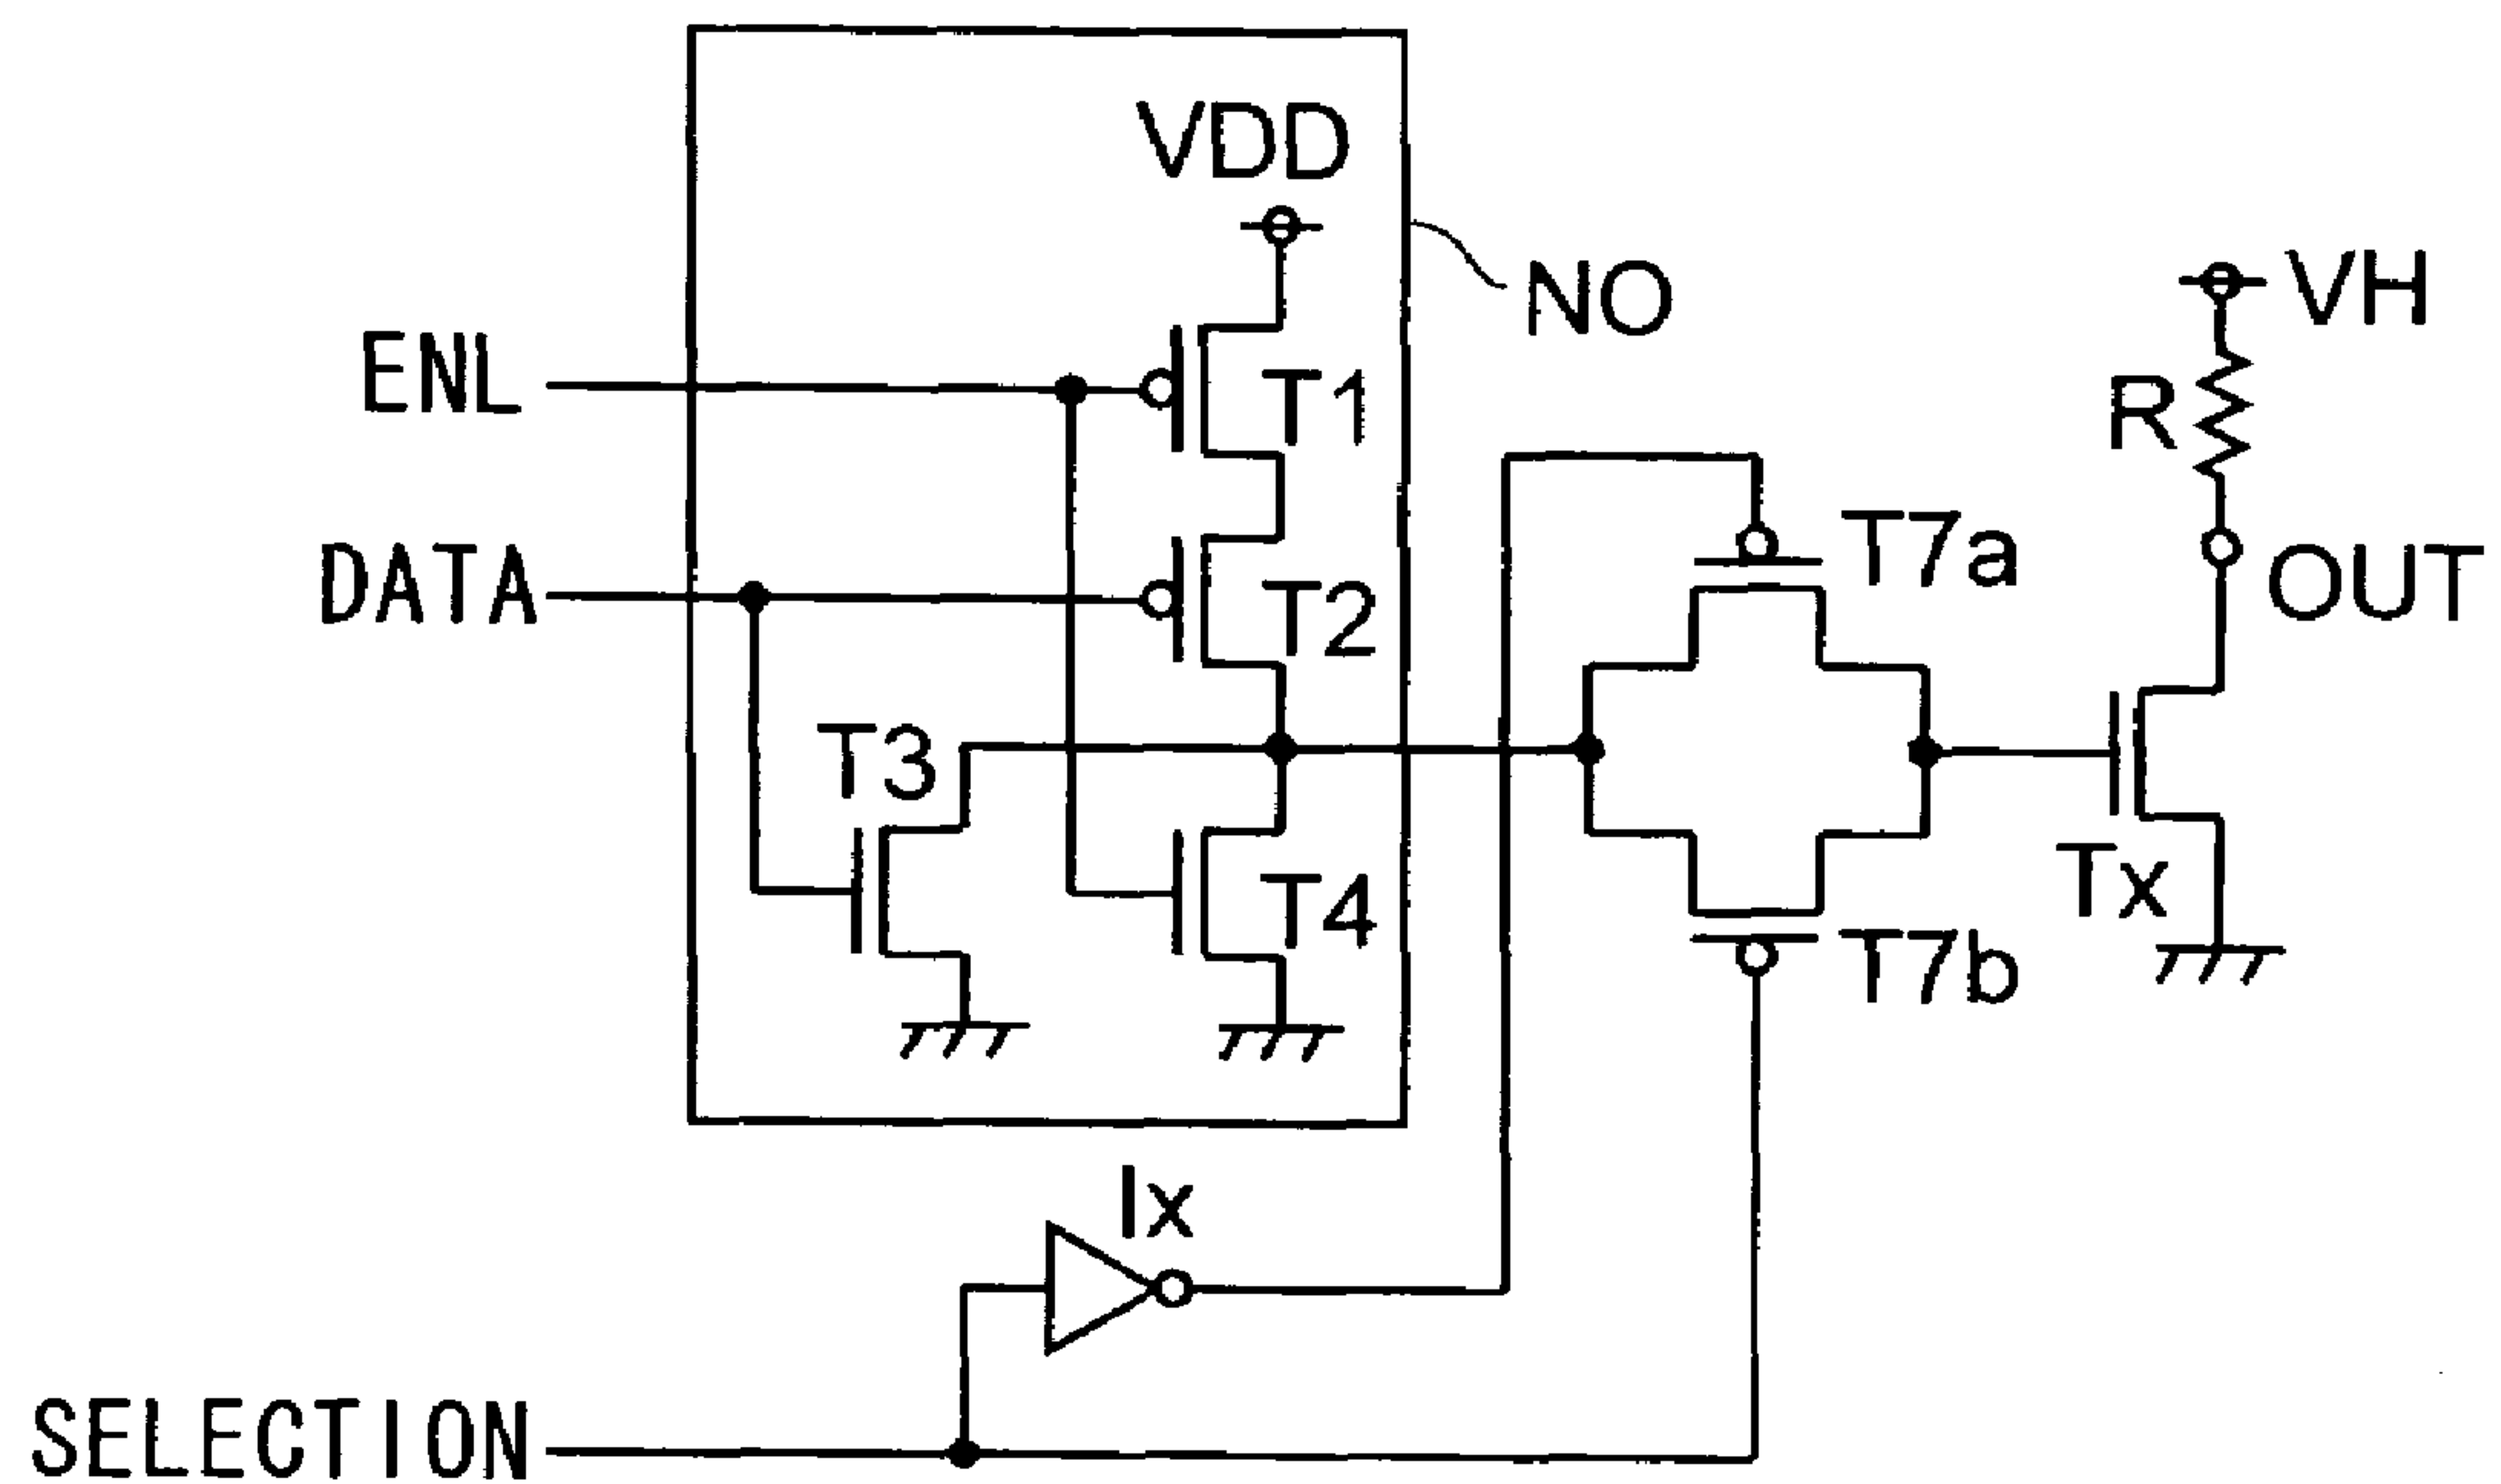 VDD
NO
VH
ENL
T1
R
T7a
DATA
T2
OUT
T3
T4
Tx
T7b
Ix
SELECTION